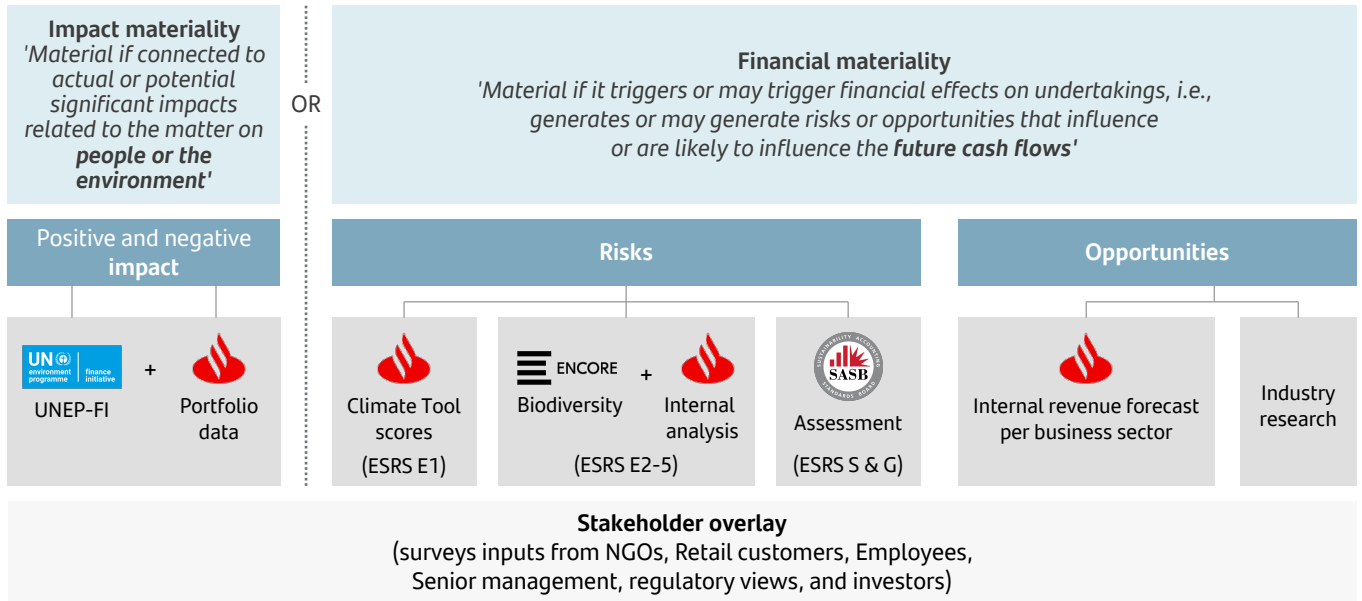 Impact materiality
'Material if connected to
actual or potential
significant impacts
related to the matter on
people or the
environment'
OR
Financial materiality
'Material if it triggers or may trigger financial effects on undertakings, i.e.,
generates or may generate risks or opportunities that influence
or are likely to influence the future cash flows'
Positive and negative
impact
Risks
Opportunities
UN
environment
programme
finance
initiative
+
UNEP-FI
Portfolio
data
Climate Tool
scores
(ESRS E1)
ENCORE
+
Biodiversity
Internal
analysis
(ESRS E2-5)
SUSTAINABILITY ACCOUNTING
SASB
STANDARDS BOARD
Assessment
(ESRS S & G)
Internal revenue forecast
per business sector
Industry
research
Stakeholder overlay
(surveys inputs from NGOs, Retail customers, Employees,
Senior management, regulatory views, and investors)